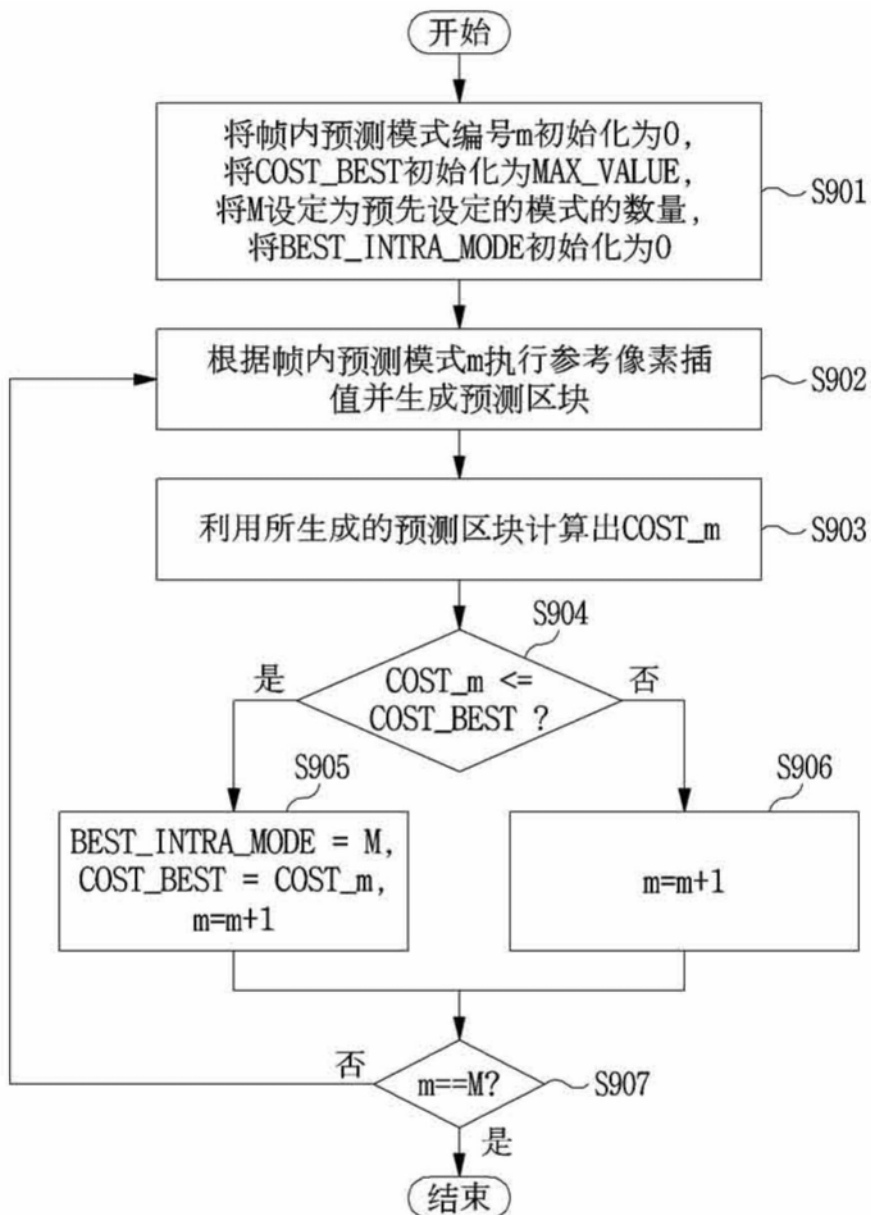 开始
将帧内预测模式编号m初始化为0,
将COST_BEST初始化为MAX_VALUE,
将M设定为预先设定的模式的数量,
将BEST_INTRA_MODE初始化为0
S901
根据帧内预测模式m执行参考像素插
值并生成预测区块
S902
利用所生成的预测区块计算出COST_m
S903
S904
是
COST_m <=
COST_BEST ?
否
S905
BEST_INTRA_MODE = M,
COST_BEST = COST_m,
m=m+1
S906
m=m+1
否
m==M?
S907
是
结束